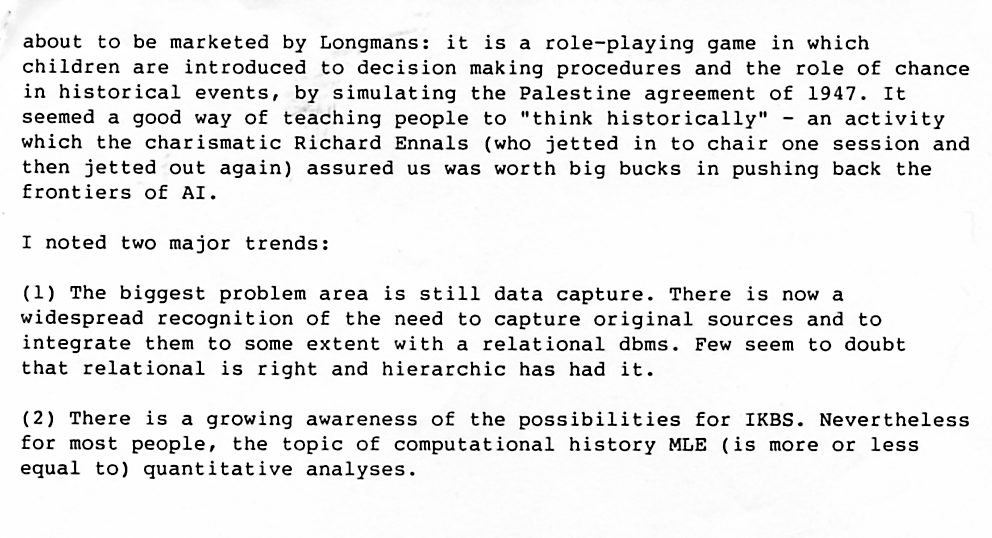 about to be marketed by Longmans: it is a role-playing game in which
children are introduced to decision making procedures and the role of chance
in historical events, by simulating the Palestine agreement of 1947. It
seemed a good way of teaching people to "think historically" - an activity
which the charismatic Richard Ennals (who jetted in to chair one session and
then jetted out again) assured us was worth big bucks in pushing back the
frontiers of AI.

I noted two major trends:

(1) The biggest problem area is still data capture. There is now a
widespread recognition of the need to capture original sources and to
integrate them to some extent with a relational dbms. Few seem to doubt
that relational is right and hierarchic has had it.

(2) There is a growing awareness of the possibilities for IKBS. Nevertheless
for most people, the topic of computational history MLE (is more or less
equal to) quantitative analyses.